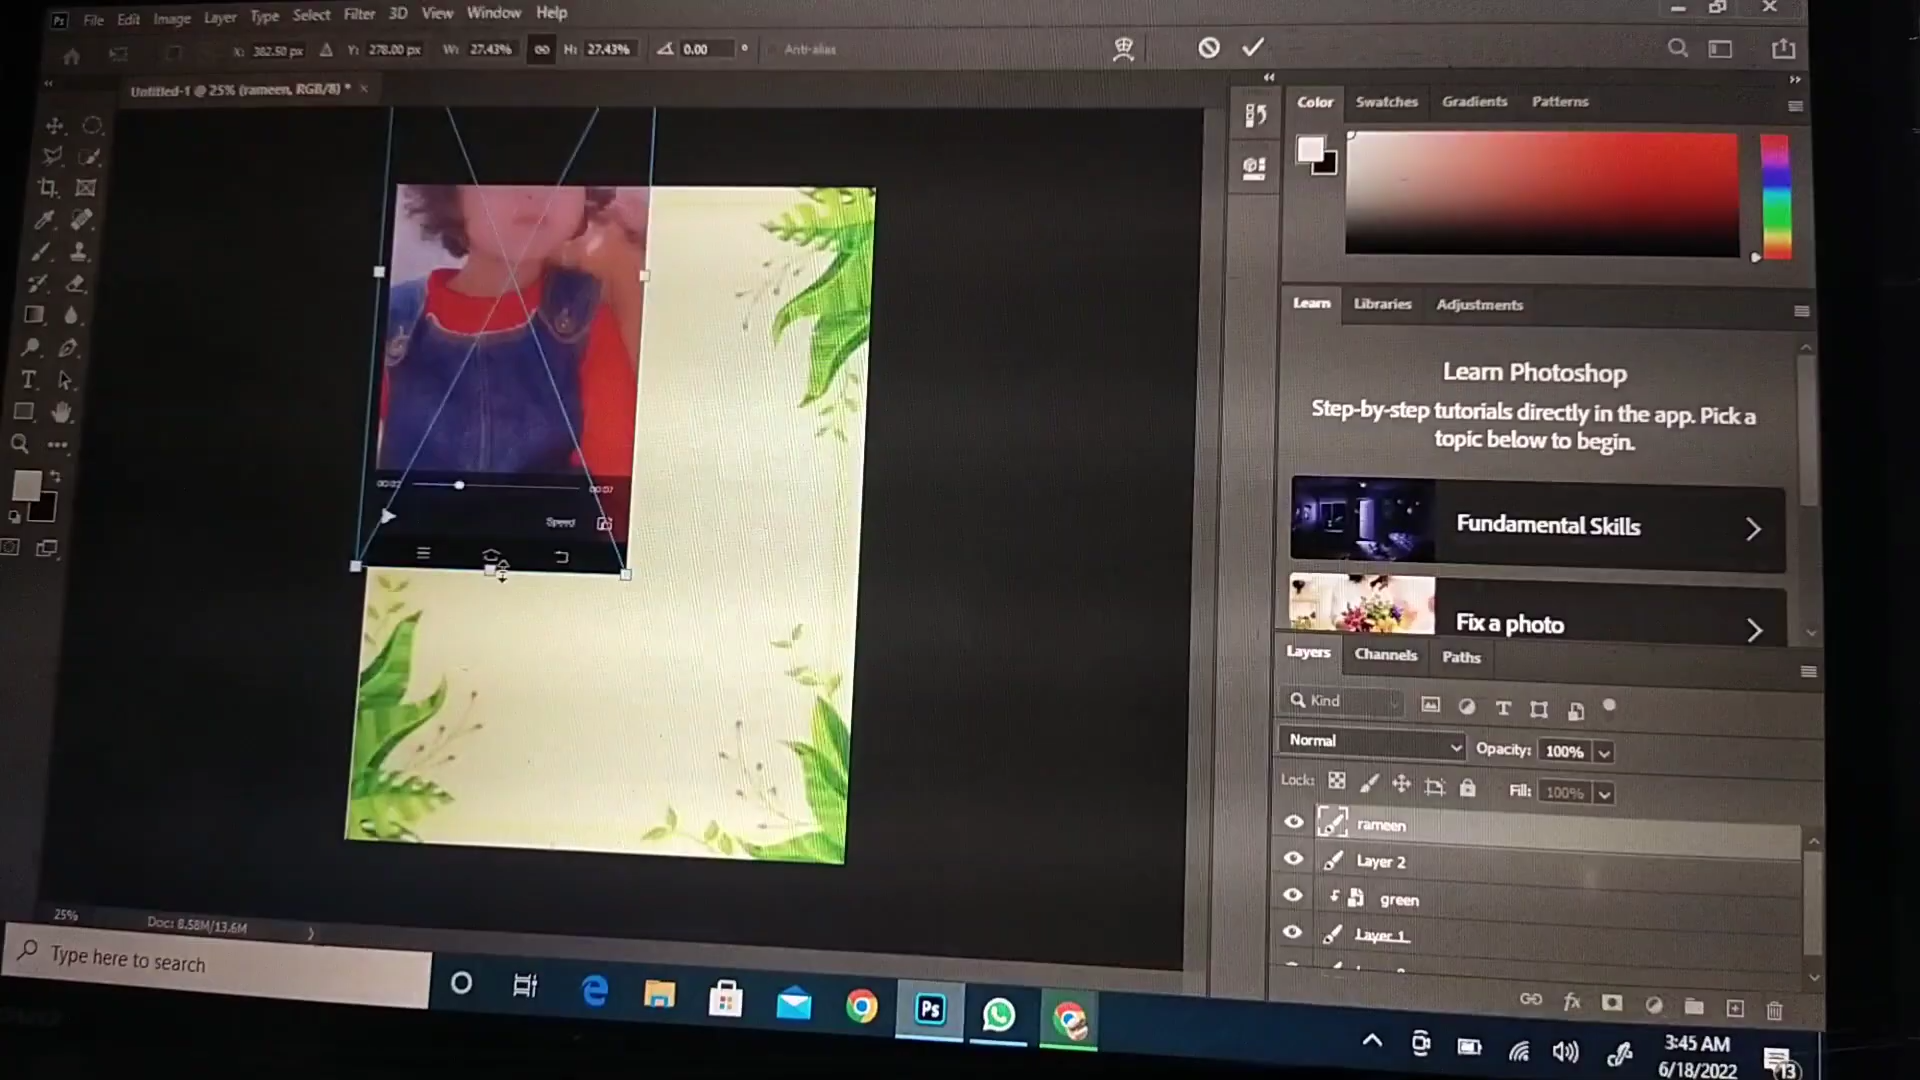 Ps File Edit Image Layer Type Select Filter 3D View Window Help
X: 382.50 px Y: 278.00 px W: 27.43% H: 27.43% 0.00 ° Anti-alias
Untitled-1 @ 25% (rameen, RGB/8) * ×
Color Swatches Gradients Patterns
Learn Libraries Adjustments
Learn Photoshop
Step-by-step tutorials directly in the app. Pick a
topic below to begin.
Fundamental Skills
Fix a photo
00:02 00:07
Speed
Layers Channels Paths
Kind
Normal Opacity: 100%
Lock: Fill: 100%
rameen
Layer 2
green
Layer 1
25% Doc: 8.58M/13.6M
Type here to search
Ps
3:45 AM
6/18/2022
13